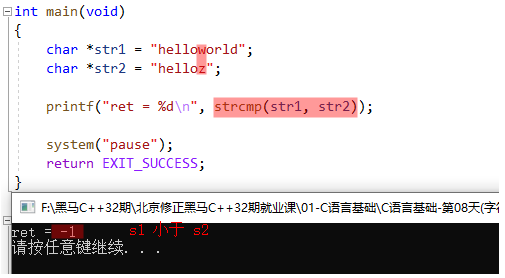 int main(void)
{
char *str1 = "helloworld";
char *str2 = "helloz";
printf("ret = %d\n", strcmp(str1, str2));
system("pause");
return EXIT_SUCCESS;
}
F:\黑马C++32期\北京修正黑马C++32期就业课\01-C语言基础\C语言基础-第08天(字符
ret = -1 s1 小于 s2
请按任意键继续. . .